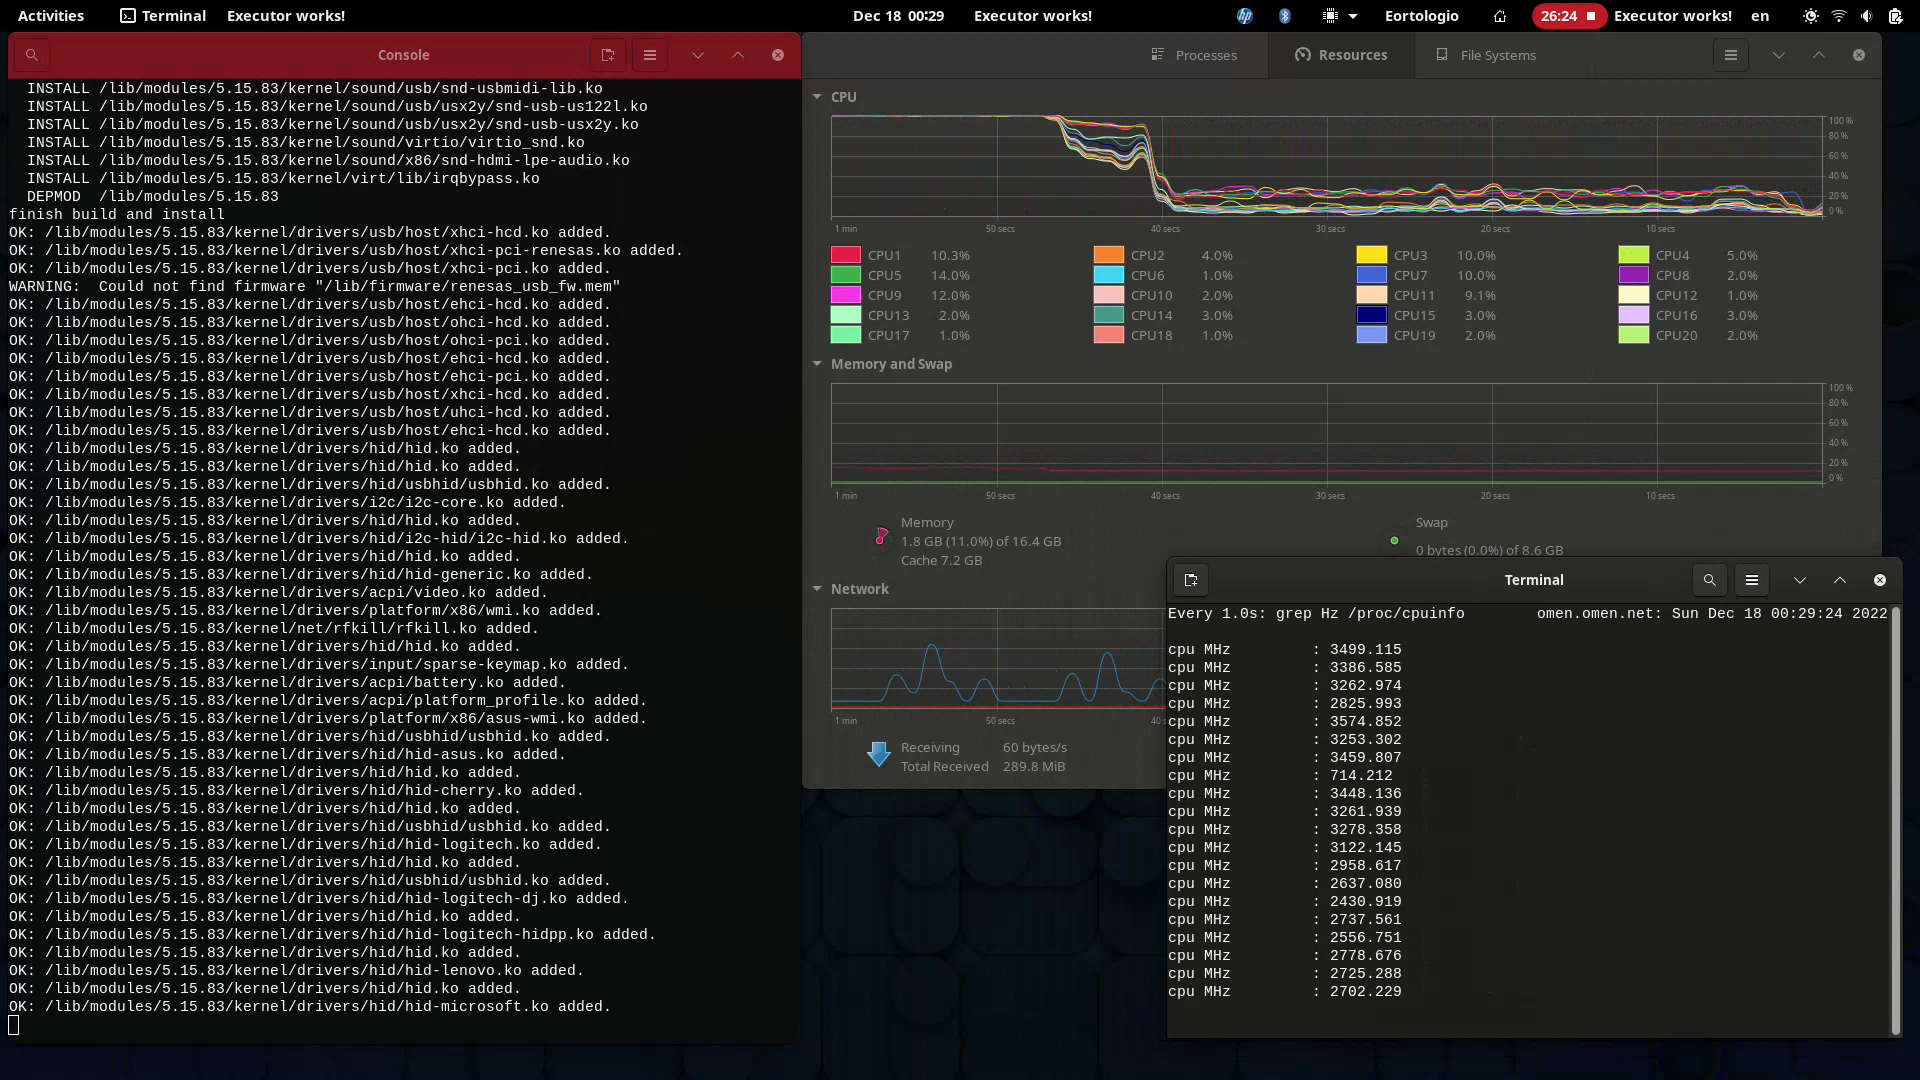 Activities Terminal Executor works! Dec 18 00:29 Executor works! Eortologio 26:24 Executor works! en
Console
INSTALL /lib/modules/5.15.83/kernel/sound/usb/snd-usbmidi-lib.ko
INSTALL /lib/modules/5.15.83/kernel/sound/usb/usx2y/snd-usb-us122l.ko
INSTALL /lib/modules/5.15.83/kernel/sound/usb/usx2y/snd-usb-usx2y.ko
INSTALL /lib/modules/5.15.83/kernel/sound/virtio/virtio_snd.ko
INSTALL /lib/modules/5.15.83/kernel/sound/x86/snd-hdmi-lpe-audio.ko
INSTALL /lib/modules/5.15.83/kernel/virt/lib/irqbypass.ko
DEPMOD /lib/modules/5.15.83
finish build and install
OK: /lib/modules/5.15.83/kernel/drivers/usb/host/xhci-hcd.ko added.
OK: /lib/modules/5.15.83/kernel/drivers/usb/host/xhci-pci-renesas.ko added.
OK: /lib/modules/5.15.83/kernel/drivers/usb/host/xhci-pci.ko added.
WARNING: Could not find firmware "/lib/firmware/renesas_usb_fw.mem"
OK: /lib/modules/5.15.83/kernel/drivers/usb/host/ehci-hcd.ko added.
OK: /lib/modules/5.15.83/kernel/drivers/usb/host/ohci-hcd.ko added.
OK: /lib/modules/5.15.83/kernel/drivers/usb/host/ohci-pci.ko added.
OK: /lib/modules/5.15.83/kernel/drivers/usb/host/ehci-hcd.ko added.
OK: /lib/modules/5.15.83/kernel/drivers/usb/host/ehci-pci.ko added.
OK: /lib/modules/5.15.83/kernel/drivers/usb/host/xhci-hcd.ko added.
OK: /lib/modules/5.15.83/kernel/drivers/usb/host/uhci-hcd.ko added.
OK: /lib/modules/5.15.83/kernel/drivers/usb/host/ehci-hcd.ko added.
OK: /lib/modules/5.15.83/kernel/drivers/hid/hid.ko added.
OK: /lib/modules/5.15.83/kernel/drivers/hid/hid.ko added.
OK: /lib/modules/5.15.83/kernel/drivers/hid/usbhid/usbhid.ko added.
OK: /lib/modules/5.15.83/kernel/drivers/i2c/i2c-core.ko added.
OK: /lib/modules/5.15.83/kernel/drivers/hid/hid.ko added.
OK: /lib/modules/5.15.83/kernel/drivers/hid/i2c-hid/i2c-hid.ko added.
OK: /lib/modules/5.15.83/kernel/drivers/hid/hid.ko added.
OK: /lib/modules/5.15.83/kernel/drivers/hid/hid-generic.ko added.
OK: /lib/modules/5.15.83/kernel/drivers/acpi/video.ko added.
OK: /lib/modules/5.15.83/kernel/drivers/platform/x86/wmi.ko added.
OK: /lib/modules/5.15.83/kernel/net/rfkill/rfkill.ko added.
OK: /lib/modules/5.15.83/kernel/drivers/hid/hid.ko added.
OK: /lib/modules/5.15.83/kernel/drivers/input/sparse-keymap.ko added.
OK: /lib/modules/5.15.83/kernel/drivers/acpi/battery.ko added.
OK: /lib/modules/5.15.83/kernel/drivers/acpi/platform_profile.ko added.
OK: /lib/modules/5.15.83/kernel/drivers/platform/x86/asus-wmi.ko added.
OK: /lib/modules/5.15.83/kernel/drivers/hid/usbhid/usbhid.ko added.
OK: /lib/modules/5.15.83/kernel/drivers/hid/hid-asus.ko added.
OK: /lib/modules/5.15.83/kernel/drivers/hid/hid.ko added.
OK: /lib/modules/5.15.83/kernel/drivers/hid/hid-cherry.ko added.
OK: /lib/modules/5.15.83/kernel/drivers/hid/hid.ko added.
OK: /lib/modules/5.15.83/kernel/drivers/hid/usbhid/usbhid.ko added.
OK: /lib/modules/5.15.83/kernel/drivers/hid/hid-logitech.ko added.
OK: /lib/modules/5.15.83/kernel/drivers/hid/hid.ko added.
OK: /lib/modules/5.15.83/kernel/drivers/hid/usbhid/usbhid.ko added.
OK: /lib/modules/5.15.83/kernel/drivers/hid/hid-logitech-dj.ko added.
OK: /lib/modules/5.15.83/kernel/drivers/hid/hid.ko added.
OK: /lib/modules/5.15.83/kernel/drivers/hid/hid-logitech-hidpp.ko added.
OK: /lib/modules/5.15.83/kernel/drivers/hid/hid.ko added.
OK: /lib/modules/5.15.83/kernel/drivers/hid/hid-lenovo.ko added.
OK: /lib/modules/5.15.83/kernel/drivers/hid/hid.ko added.
OK: /lib/modules/5.15.83/kernel/drivers/hid/hid-microsoft.ko added.
Processes Resources File Systems
CPU
100 %
80 %
60 %
40 %
20 %
0 %
1 min 50 secs 40 secs 30 secs 20 secs 10 secs
CPU1 10.3% CPU2 4.0% CPU3 10.0% CPU4 5.0%
CPU5 14.0% CPU6 1.0% CPU7 10.0% CPU8 2.0%
CPU9 12.0% CPU10 2.0% CPU11 9.1% CPU12 1.0%
CPU13 2.0% CPU14 3.0% CPU15 3.0% CPU16 3.0%
CPU17 1.0% CPU18 1.0% CPU19 2.0% CPU20 2.0%
Memory and Swap
100 %
80 %
60 %
40 %
20 %
0 %
1 min 50 secs 40 secs 30 secs 20 secs 10 secs
Memory Swap
1.8 GB (11.0%) of 16.4 GB 0 bytes (0.0%) of 8.6 GB
Cache 7.2 GB
Network
1 min 50 secs 40 s
Receiving 60 bytes/s
Total Received 289.8 MiB
Terminal
Every 1.0s: grep Hz /proc/cpuinfo omen.omen.net: Sun Dec 18 00:29:24 2022
cpu MHz : 3499.115
cpu MHz : 3386.585
cpu MHz : 3262.974
cpu MHz : 2825.993
cpu MHz : 3574.852
cpu MHz : 3253.302
cpu MHz : 3459.807
cpu MHz : 714.212
cpu MHz : 3448.136
cpu MHz : 3261.939
cpu MHz : 3278.358
cpu MHz : 3122.145
cpu MHz : 2958.617
cpu MHz : 2637.080
cpu MHz : 2430.919
cpu MHz : 2737.561
cpu MHz : 2556.751
cpu MHz : 2778.676
cpu MHz : 2725.288
cpu MHz : 2702.229